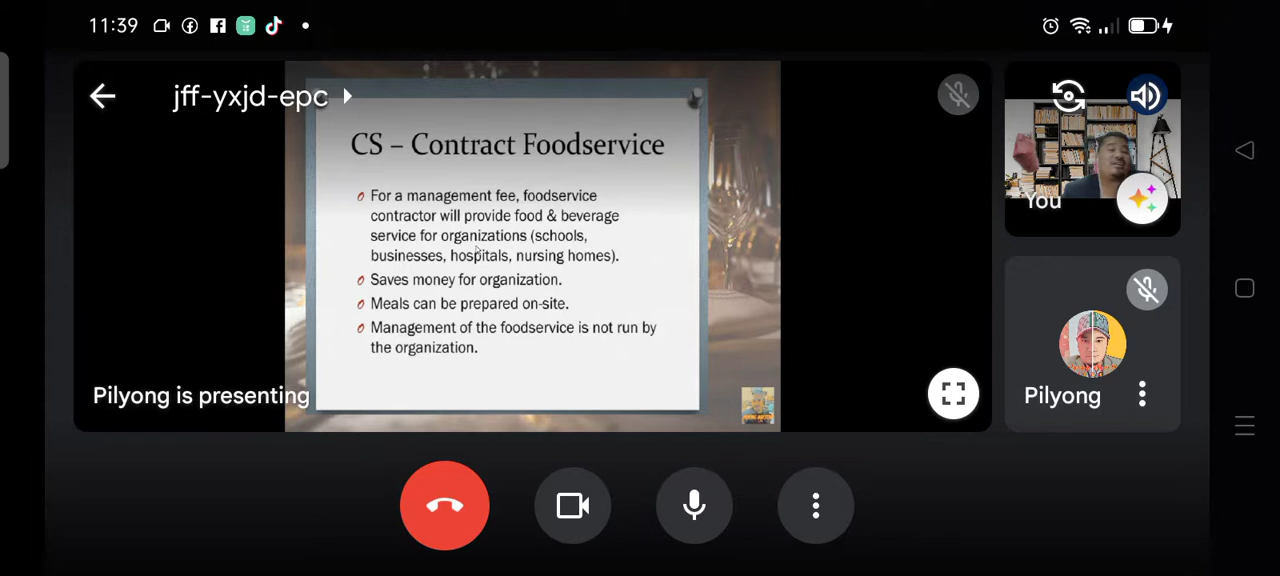 11:39
jff-yxjd-epc
CS – Contract Foodservice
For a management fee, foodservice
contractor will provide food & beverage
service for organizations (schools,
businesses, hospitals, nursing homes).
Saves money for organization.
Meals can be prepared on-site.
Management of the foodservice is not run by
the organization.
Pilyong is presenting
You
Pilyong